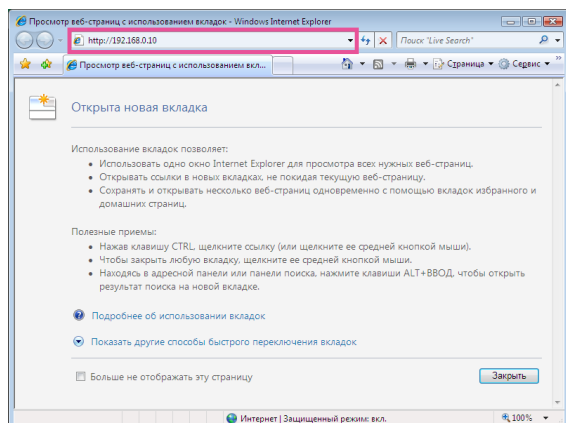 Просмотр веб-страниц с использованием вкладок - Windows Internet Explorer
http://192.168.0.10
Поиск "Live Search"
Просмотр веб-страниц с использованием вкл...
Страница
Сервис
Открыта новая вкладка
Использование вкладок позволяет:
• Использовать одно окно Internet Explorer для просмотра всех нужных веб-страниц.
• Открывать ссылки в новых вкладках, не покидая текущую веб-страницу.
• Сохранять и открывать несколько веб-страниц одновременно с помощью вкладок избранного и
домашних страниц.
Полезные приемы:
• Нажав клавишу CTRL, щелкните ссылку (или щелкните ее средней кнопкой мыши).
• Чтобы закрыть любую вкладку, щелкните ее средней кнопкой мыши.
• Находясь в адресной панели или панели поиска, нажмите клавиши ALT+ВВОД, чтобы открыть
результат поиска на новой вкладке.
Подробнее об использовании вкладок
Показать другие способы быстрого переключения вкладок
Больше не отображать эту страницу
Закрыть
Интернет | Защищенный режим: вкл.
100%